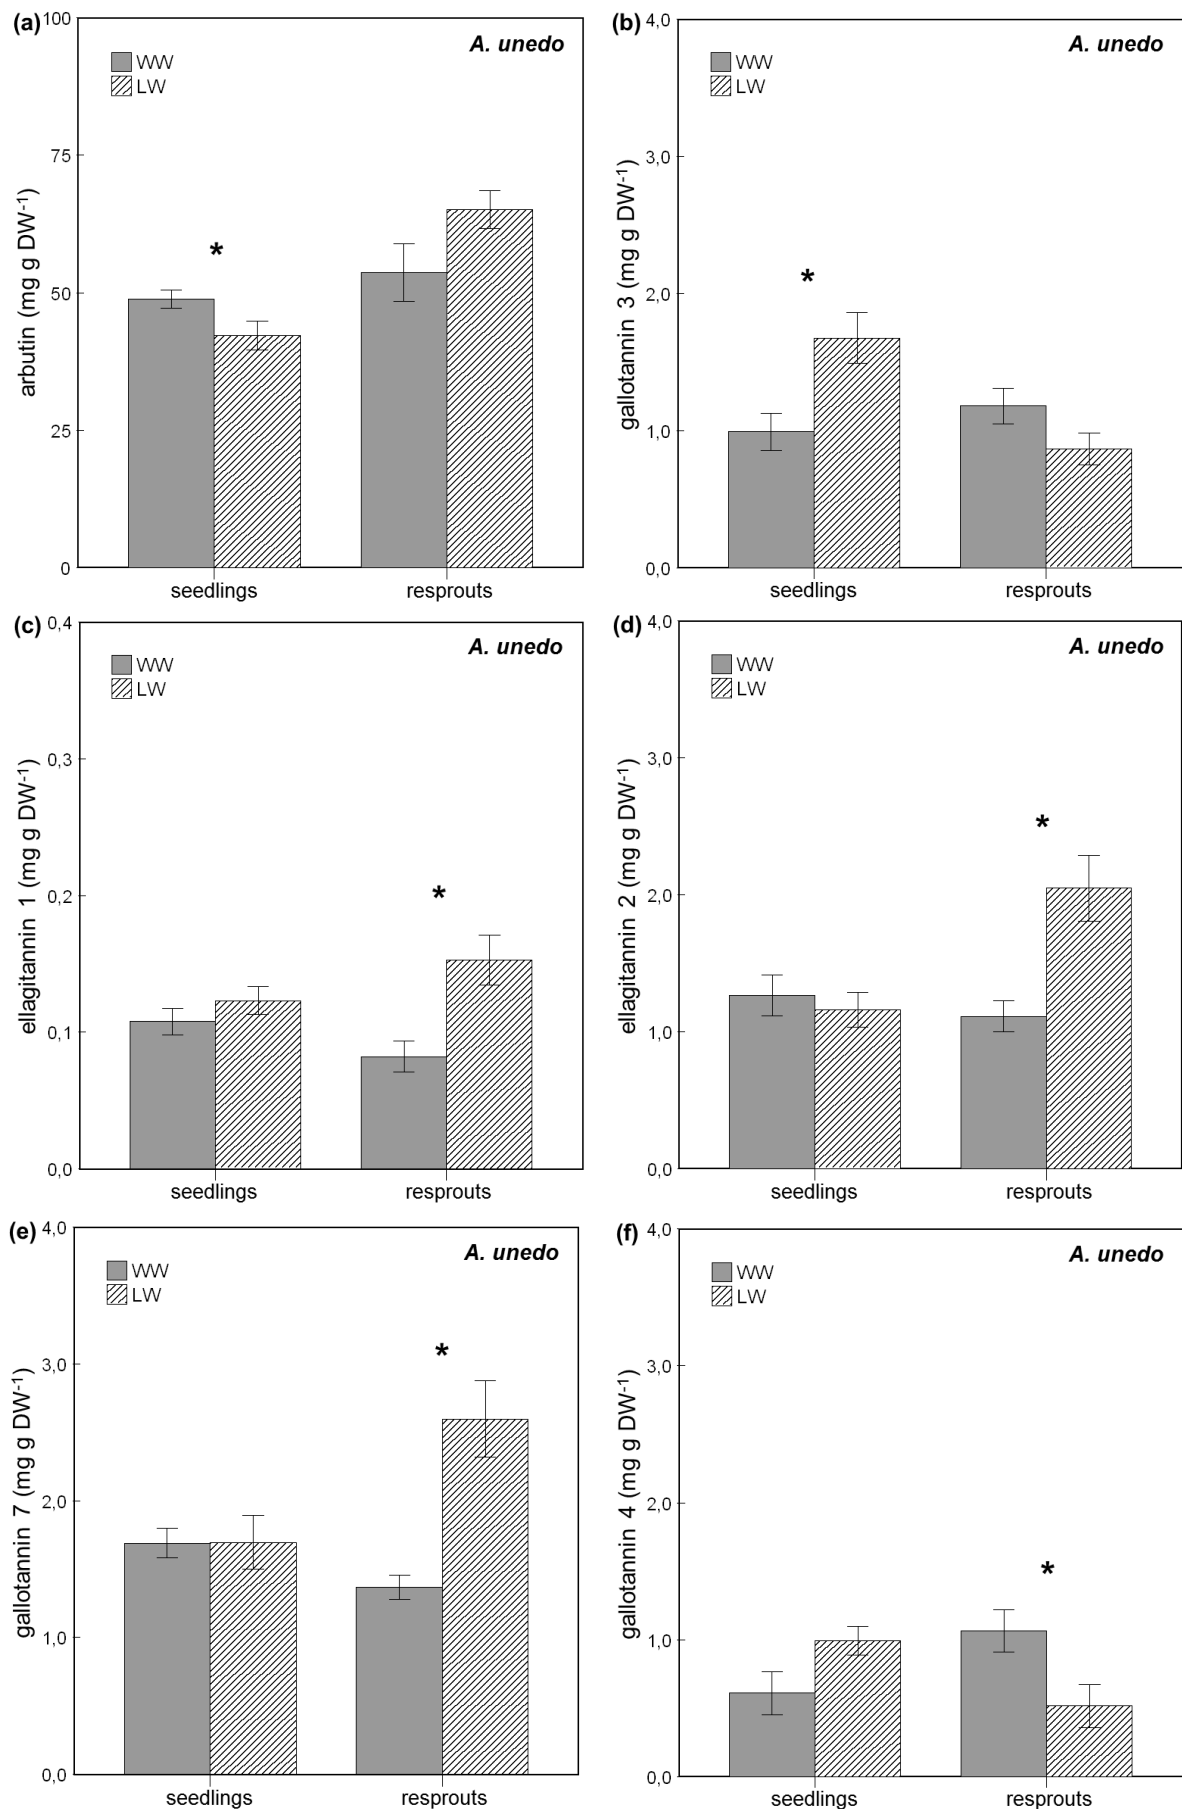 (a)
A. unedo
WW
LW
*
100
75
50
25
0
arbutin (mg g DW-1)
seedlings resprouts
(b)
A. unedo
WW
LW
*
4,0
3,0
2,0
1,0
0,0
gallotannin 3 (mg g DW-1)
seedlings resprouts
(c)
A. unedo
WW
LW
*
0,4
0,3
0,2
0,1
0,0
ellagitannin 1 (mg g DW-1)
seedlings resprouts
(d)
A. unedo
WW
LW
*
4,0
3,0
2,0
1,0
0,0
ellagitannin 2 (mg g DW-1)
seedlings resprouts
(e)
A. unedo
WW
LW
*
4,0
3,0
2,0
1,0
0,0
gallotannin 7 (mg g DW-1)
seedlings resprouts
(f)
A. unedo
WW
LW
*
4,0
3,0
2,0
1,0
0,0
gallotannin 4 (mg g DW-1)
seedlings resprouts